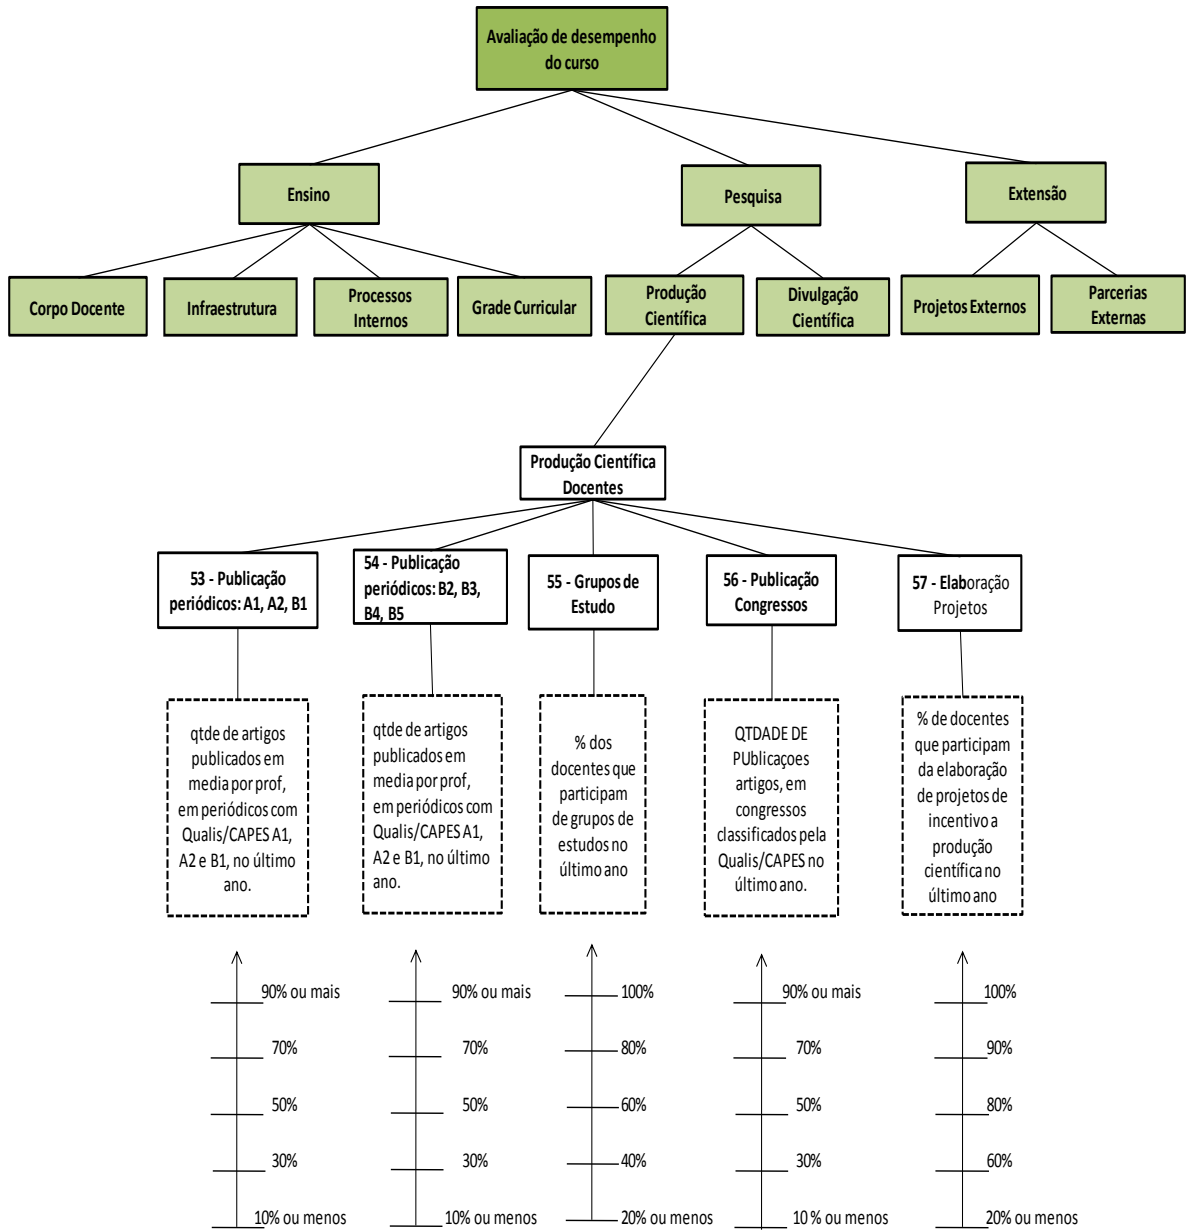 Avaliação de desempenho
do curso
Ensino
Pesquisa
Extensão
Corpo Docente
Infraestrutura
Processos
Internos
Grade Curricular
Produção
Científica
Divulgação
Científica
Projetos Externos
Parcerias
Externas
Produção Científica
Docentes
53 - Publicação
periódicos: A1, A2, B1
54 - Publicação
periódicos: B2, B3,
B4, B5
55 - Grupos de
Estudo
56 - Publicação
Congressos
57 - Elaboração
Projetos
qtde de artigos
publicados em
media por prof,
em periódicos com
Qualis/CAPES A1,
A2 e B1, no último
ano.
qtde de artigos
publicados em
media por prof,
em periódicos com
Qualis/CAPES A1,
A2 e B1, no último
ano.
% dos
docentes que
participam
de grupos de
estudos no
último ano
QTDADE DE
PUblicaçoes
artigos, em
congressos
classificados pela
Qualis/CAPES no
último ano.
% de docentes
que participam
da elaboração
de projetos de
incentivo a
produção
científica no
último ano
90% ou mais
70%
50%
30%
10% ou menos
90% ou mais
70%
50%
30%
10% ou menos
100%
80%
60%
40%
20% ou menos
90% ou mais
70%
50%
30%
10 % ou menos
100%
90%
80%
60%
20% ou menos